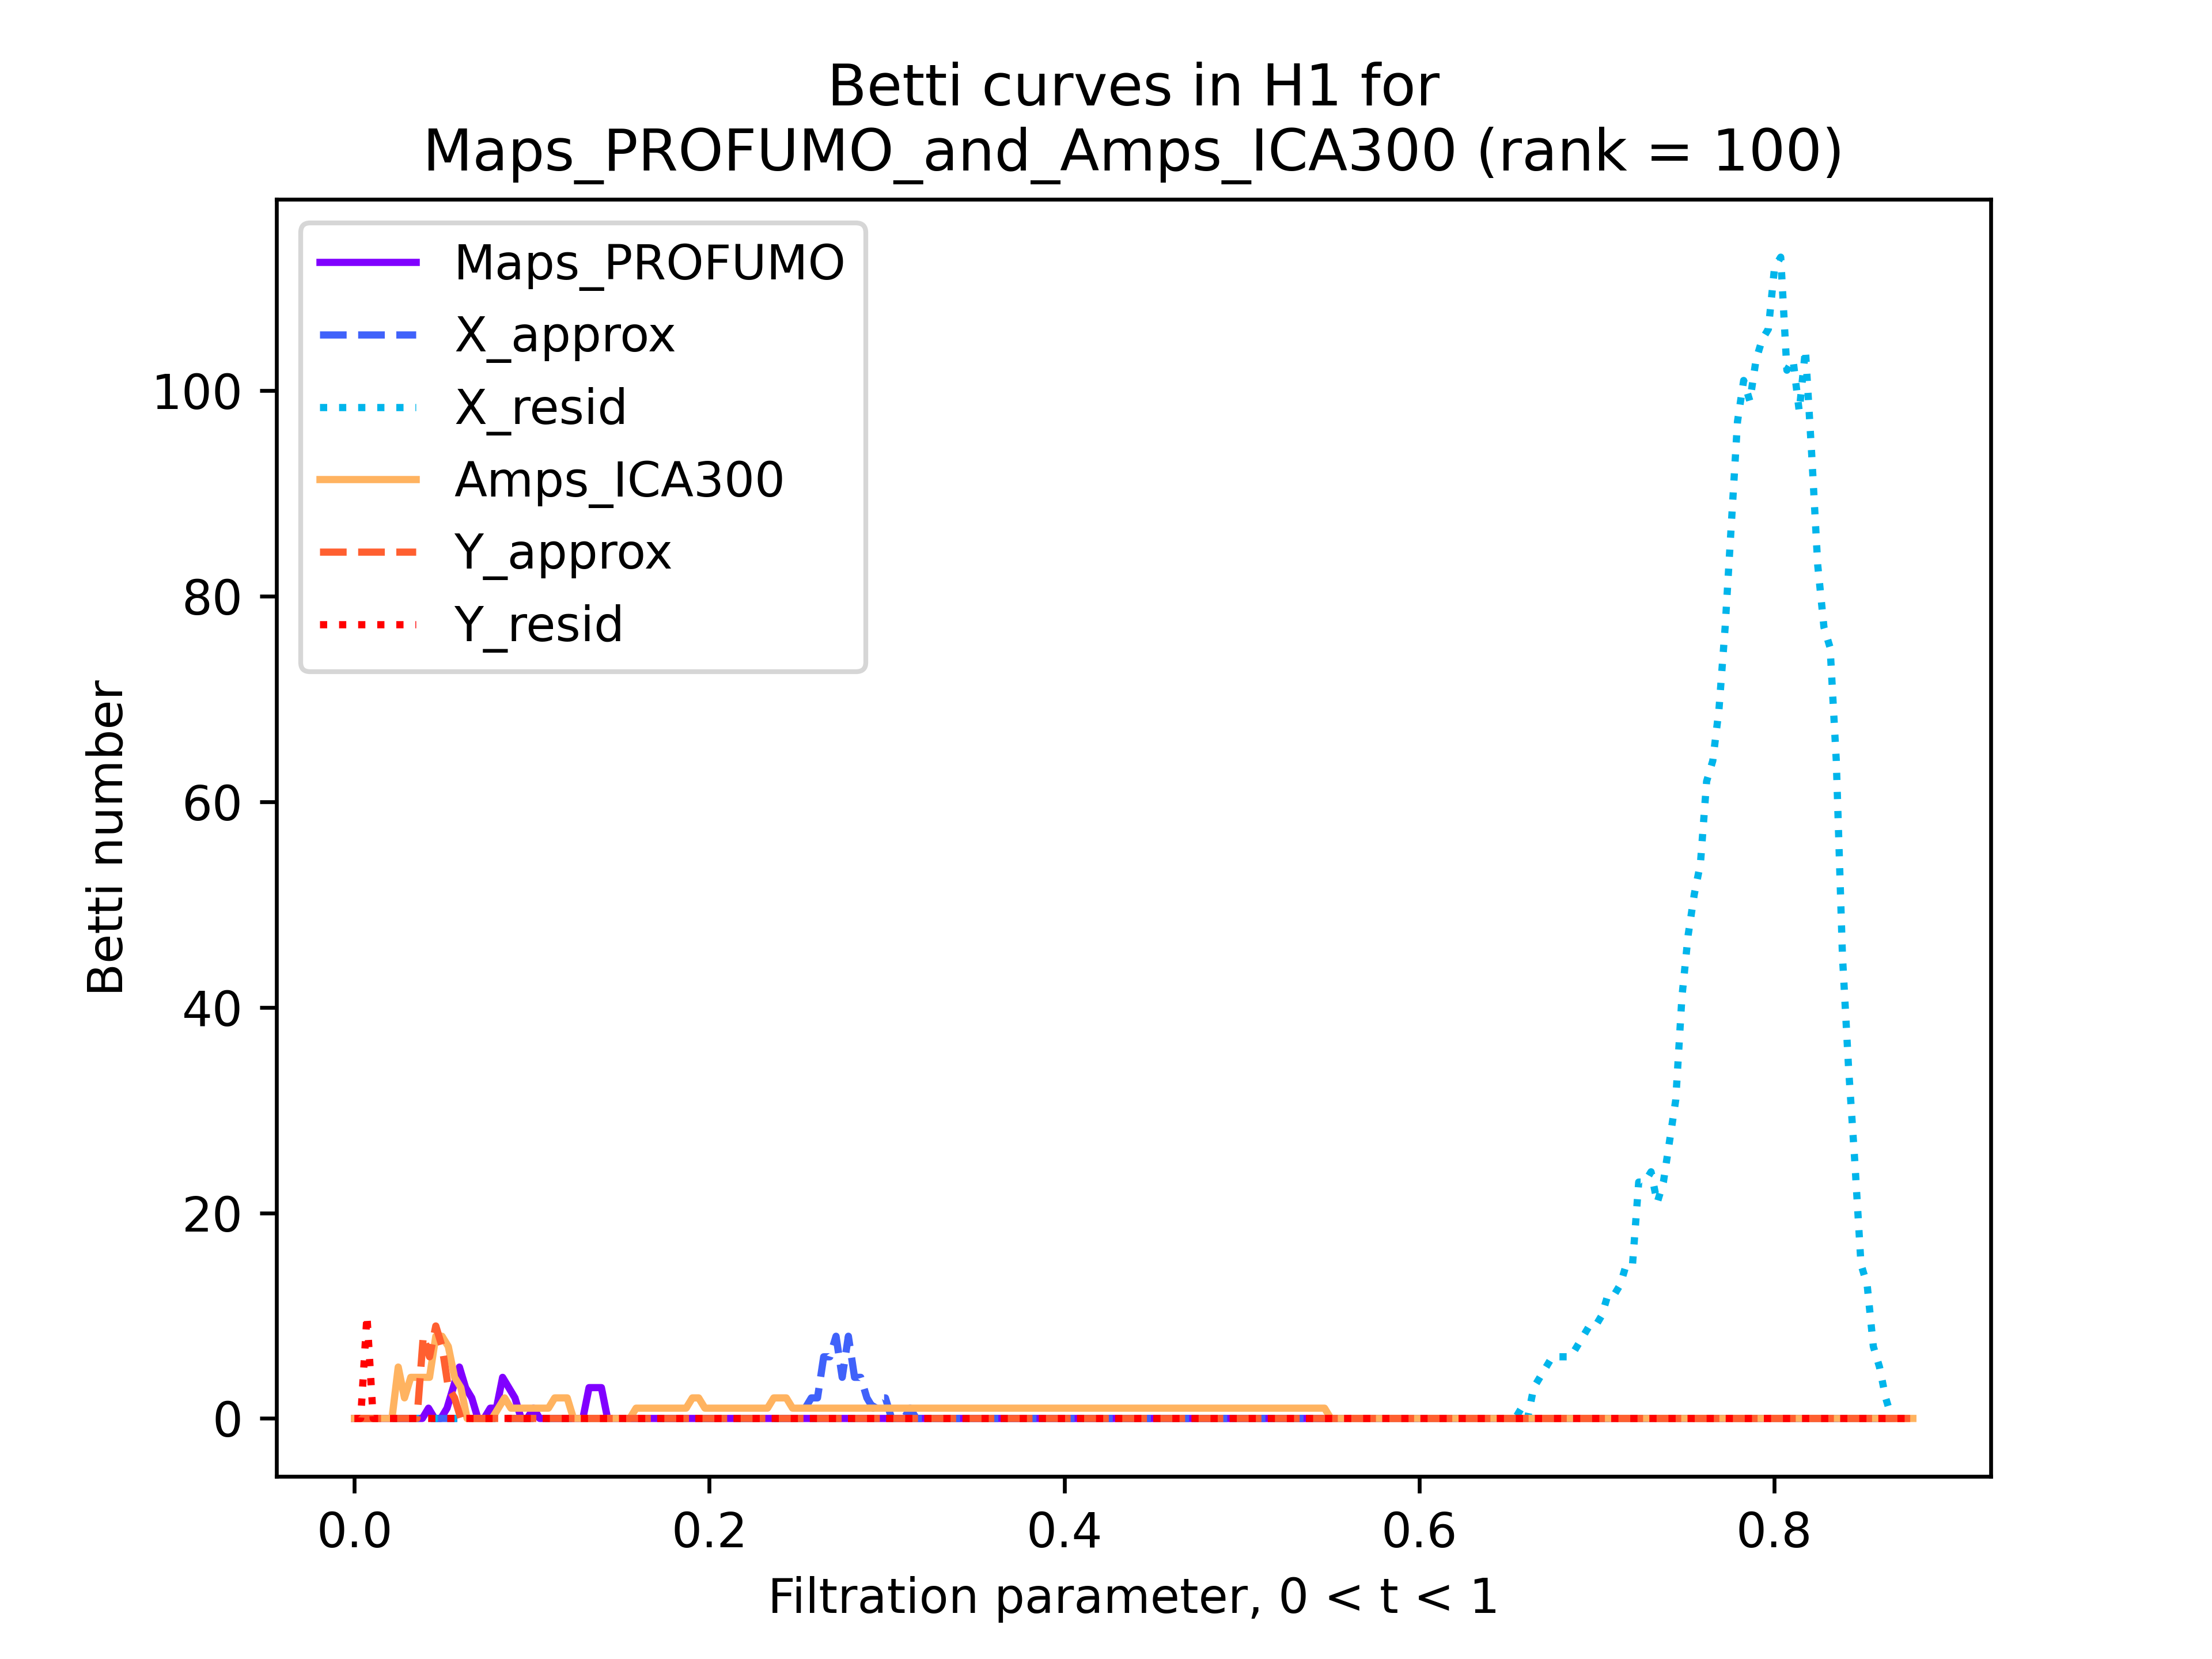 Betti curves in H1 for
Maps_PROFUMO_and_Amps_ICA300 (rank = 100)
Maps_PROFUMO
X_approx
X_resid
Amps_ICA300
Y_approx
Y_resid
Betti number
100
80
60
40
20
0
0.0 0.2 0.4 0.6 0.8
Filtration parameter, 0 < t < 1